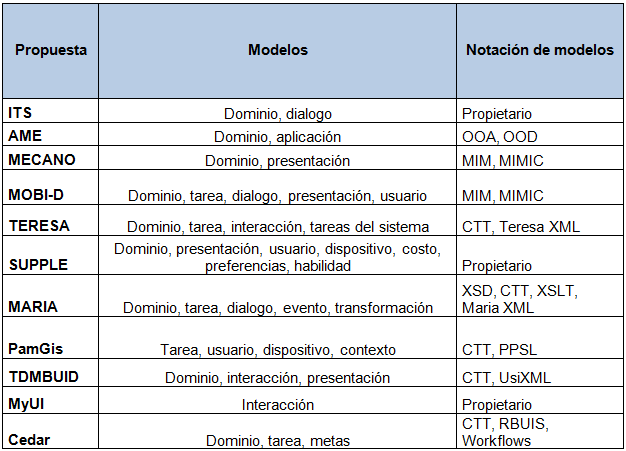 Propuesta Modelos Notación de modelos
ITS Dominio, dialogo Propietario
AME Dominio, aplicación OOA, OOD
MECANO Dominio, presentación MIM, MIMIC
MOBI-D Dominio, tarea, dialogo, presentación, usuario MIM, MIMIC
TERESA Dominio, tarea, interacción, tareas del sistema CTT, Teresa XML
SUPPLE Dominio, presentación, usuario, dispositivo, costo,
preferencias, habilidad Propietario
MARIA Dominio, tarea, dialogo, evento, transformación XSD, CTT, XSLT,
Maria XML
PamGis Tarea, usuario, dispositivo, contexto CTT, PPSL
TDMBUID Dominio, interacción, presentación CTT, UsiXML
MyUI Interacción Propietario
Cedar Dominio, tarea, metas CTT, RBUIS,
Workflows